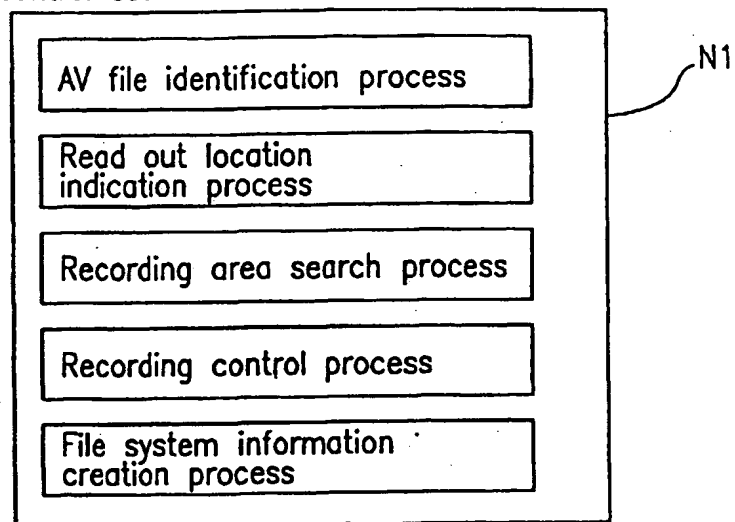 AV file identification process
N1
Read out location
indication process
Recording area search process
Recording control process
File system information
creation process